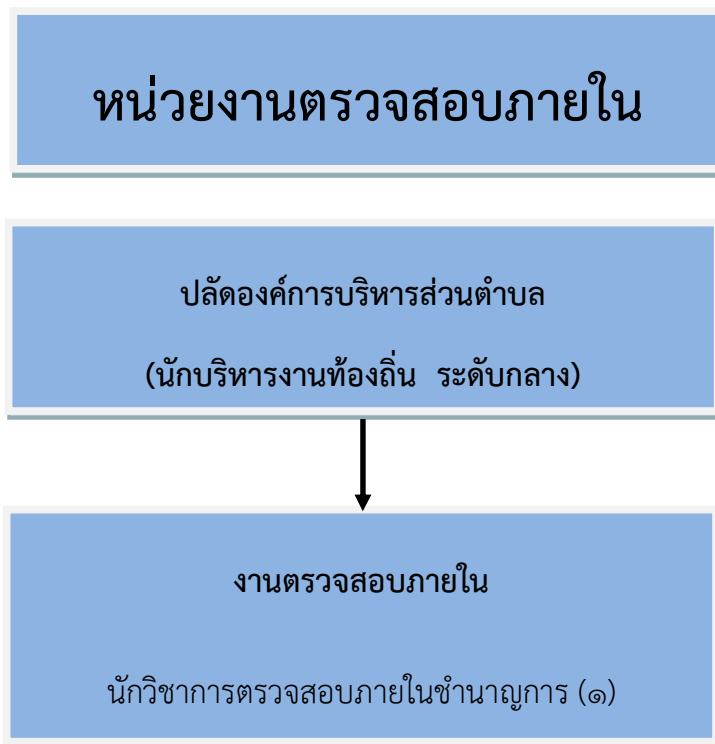 หน่วยงานตรวจสอบภายใน
ปลัดองค์การบริหารส่วนตำบล
(นักบริหารงานท้องถิ่น ระดับกลาง)
งานตรวจสอบภายใน
นักวิชาการตรวจสอบภายในชำนาญการ (๑)